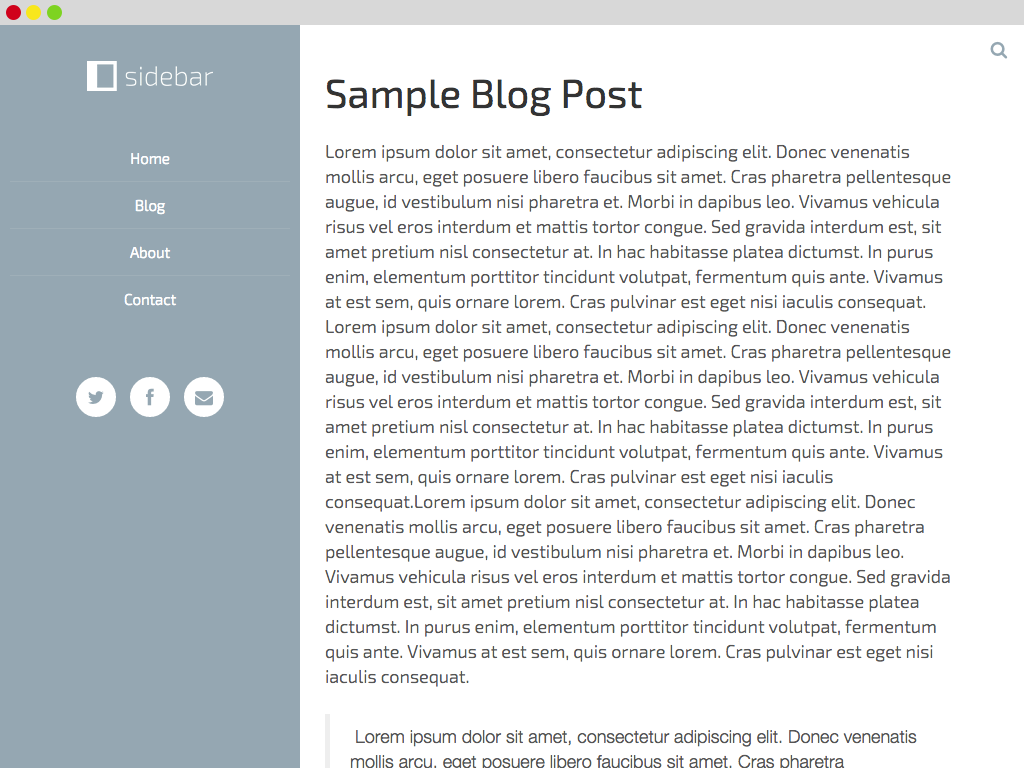 sidebar
Home
Blog
About
Contact
Sample Blog Post
Lorem ipsum dolor sit amet, consectetur adipiscing elit. Donec venenatis
mollis arcu, eget posuere libero faucibus sit amet. Cras pharetra pellentesque
augue, id vestibulum nisi pharetra et. Morbi in dapibus leo. Vivamus vehicula
risus vel eros interdum et mattis tortor congue. Sed gravida interdum est, sit
amet pretium nisl consectetur at. In hac habitasse platea dictumst. In purus
enim, elementum porttitor tincidunt volutpat, fermentum quis ante. Vivamus
at est sem, quis ornare lorem. Cras pulvinar est eget nisi iaculis consequat.
Lorem ipsum dolor sit amet, consectetur adipiscing elit. Donec venenatis
mollis arcu, eget posuere libero faucibus sit amet. Cras pharetra pellentesque
augue, id vestibulum nisi pharetra et. Morbi in dapibus leo. Vivamus vehicula
risus vel eros interdum et mattis tortor congue. Sed gravida interdum est, sit
amet pretium nisl consectetur at. In hac habitasse platea dictumst. In purus
enim, elementum porttitor tincidunt volutpat, fermentum quis ante. Vivamus
at est sem, quis ornare lorem. Cras pulvinar est eget nisi iaculis
consequat.Lorem ipsum dolor sit amet, consectetur adipiscing elit. Donec
venenatis mollis arcu, eget posuere libero faucibus sit amet. Cras pharetra
pellentesque augue, id vestibulum nisi pharetra et. Morbi in dapibus leo.
Vivamus vehicula risus vel eros interdum et mattis tortor congue. Sed gravida
interdum est, sit amet pretium nisl consectetur at. In hac habitasse platea
dictumst. In purus enim, elementum porttitor tincidunt volutpat, fermentum
quis ante. Vivamus at est sem, quis ornare lorem. Cras pulvinar est eget nisi
iaculis consequat.
Lorem ipsum dolor sit amet, consectetur adipiscing elit. Donec venenatis
mollis arcu, eget posuere libero faucibus sit amet. Cras pharetra